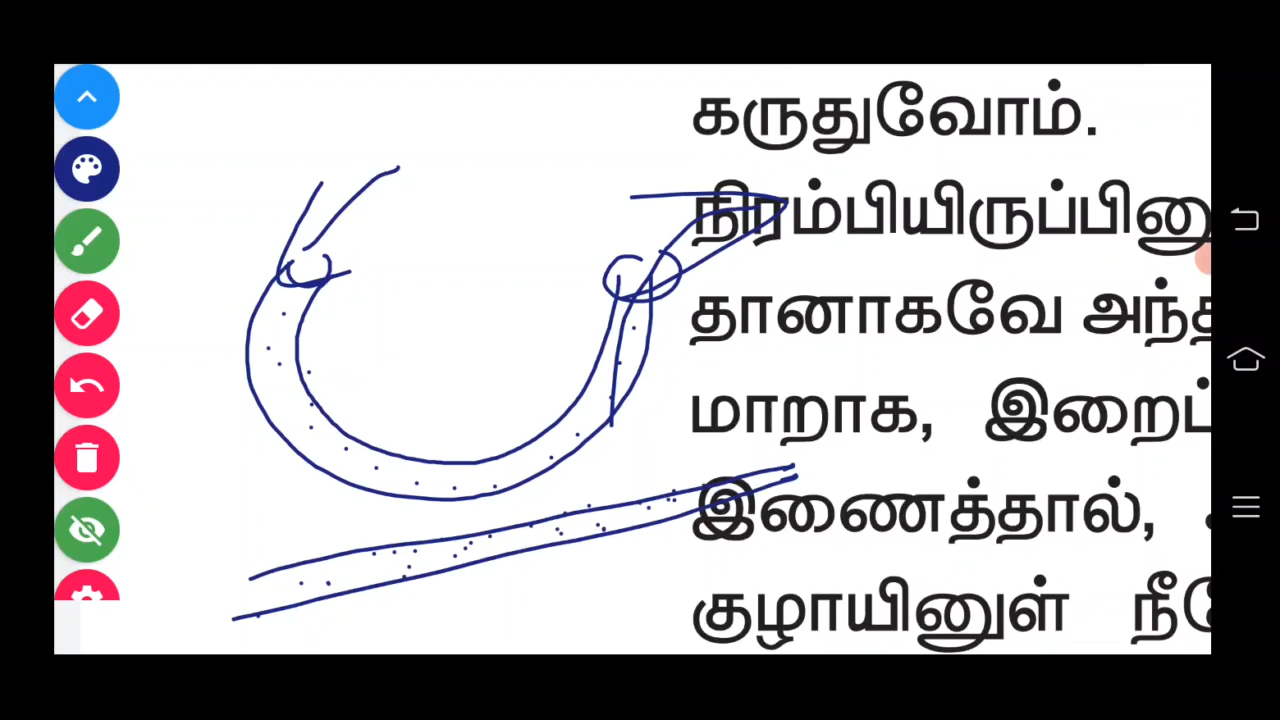 கருதுவோம்.
நிரம்பியிருப்பினு
தானாகவே அந்த
மாறாக, இறைப்
இணைத்தால்,
குழாயினுள்